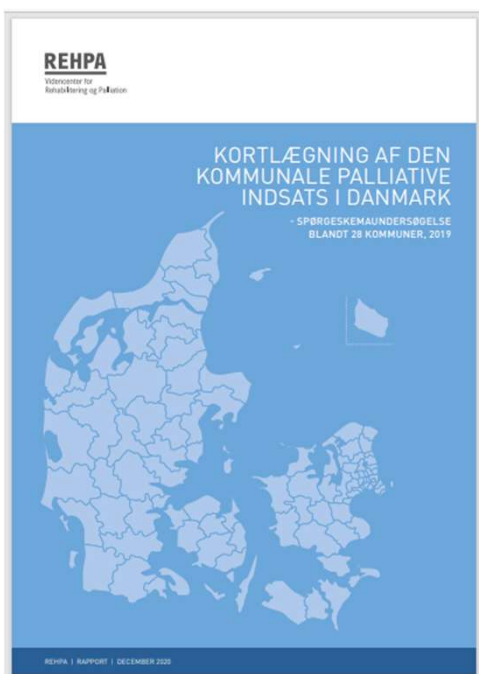 REHPA
Videncenter for
Rehabilitering og Palliation
KORTLÆGNING AF DEN
KOMMUNALE PALLIATIVE
INDSATS I DANMARK
- SPØRGESKEMAUNDERSØGELSE
BLANDT 28 KOMMUNER, 2019
REHPA | RAPPORT | DECEMBER 2020